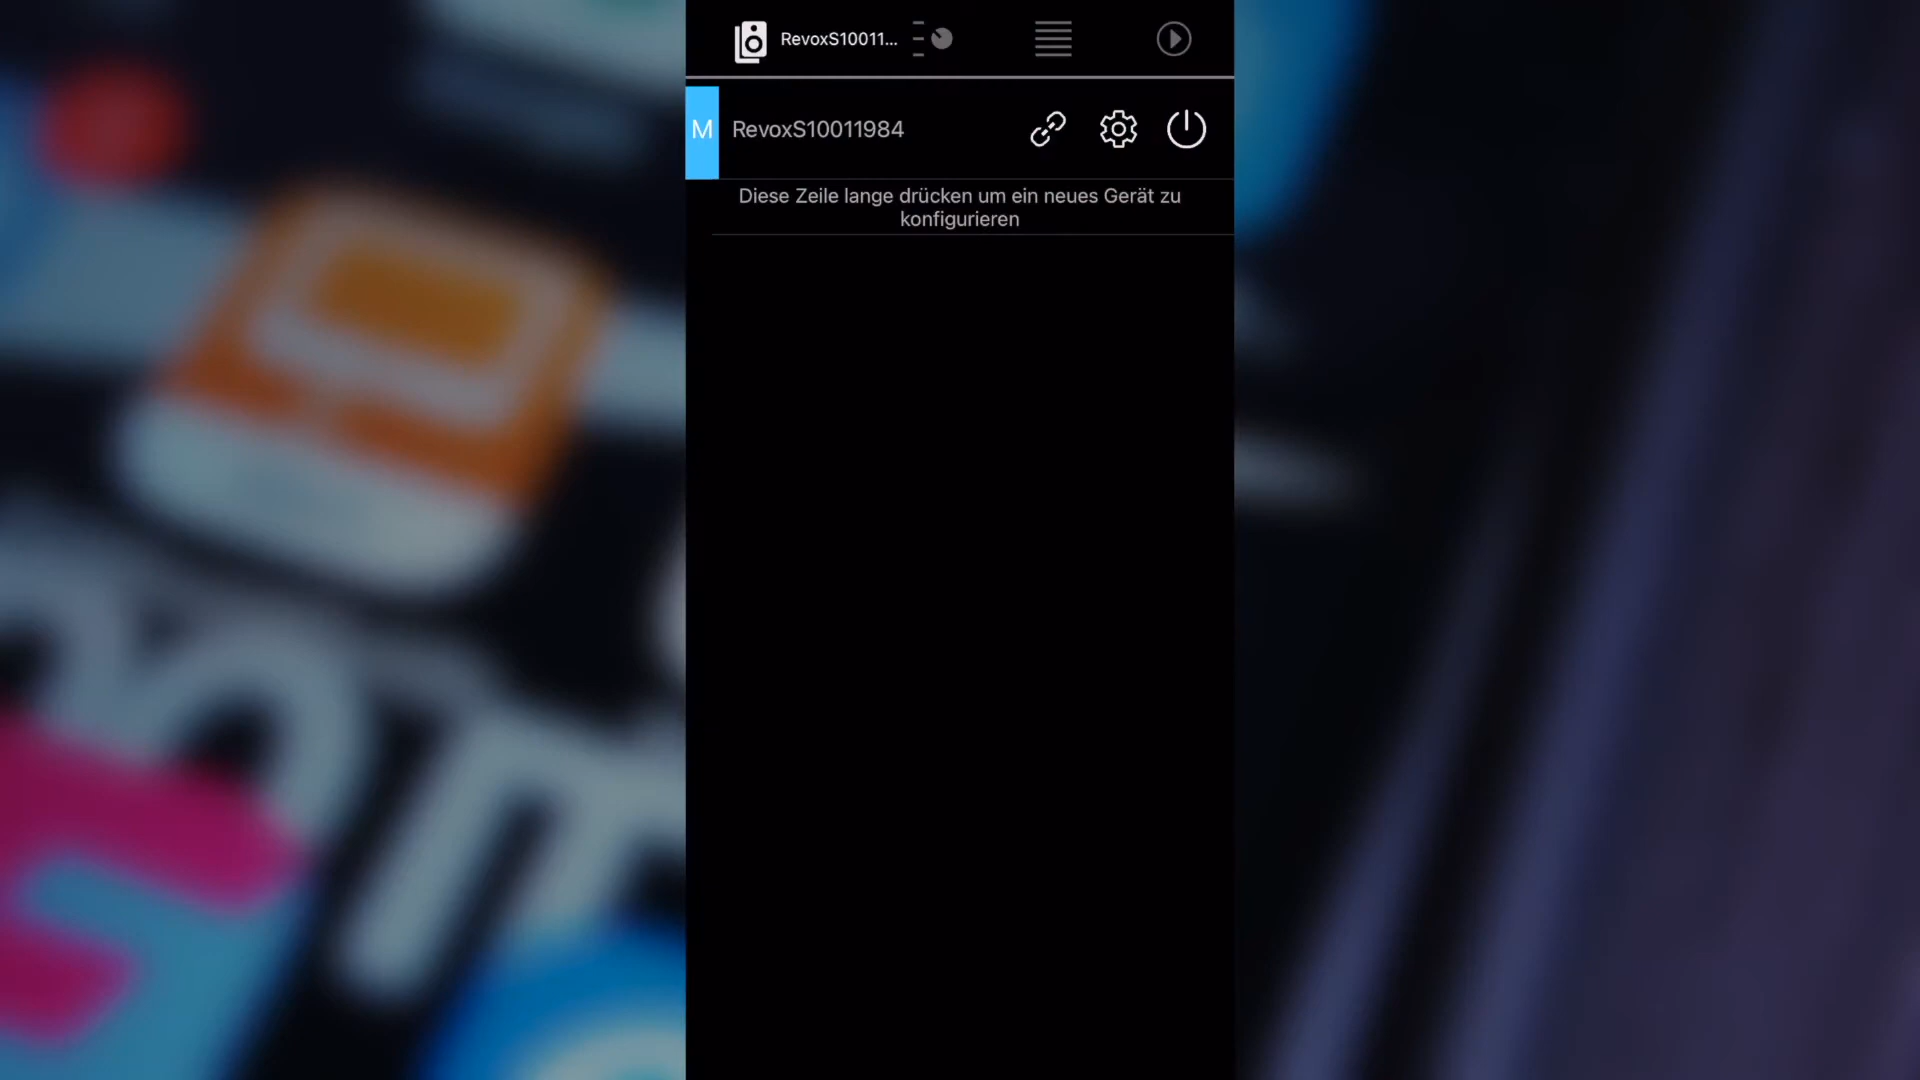 RevoxS10011...
M
RevoxS10011984
Diese Zeile lange drücken um ein neues Gerät zu
konfigurieren